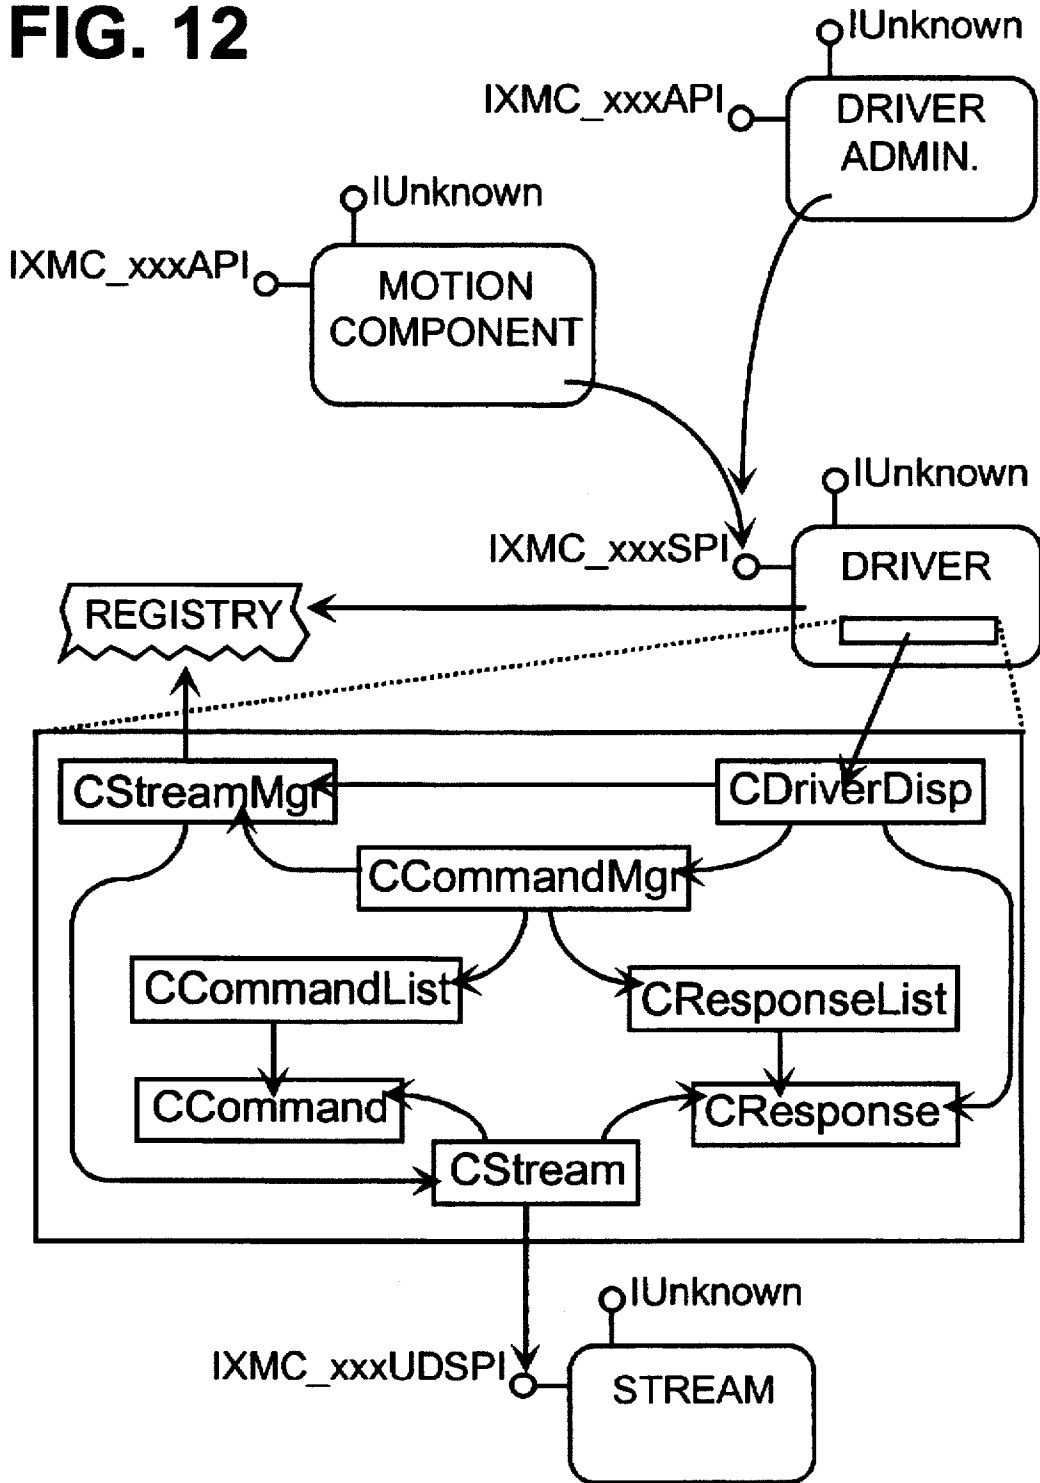 FIG. 12
IUnknown
IXMC_xxxAPI
DRIVER
ADMIN.
IUnknown
IXMC_xxxAPI
MOTION
COMPONENT
IUnknown
IXMC_xxxSPI
DRIVER
REGISTRY
CStreamMgr
CDriverDisp
CCommandMgr
CCommandList
CResponseList
CCommand
CResponse
CStream
IUnknown
IXMC_xxxUDSPI
STREAM